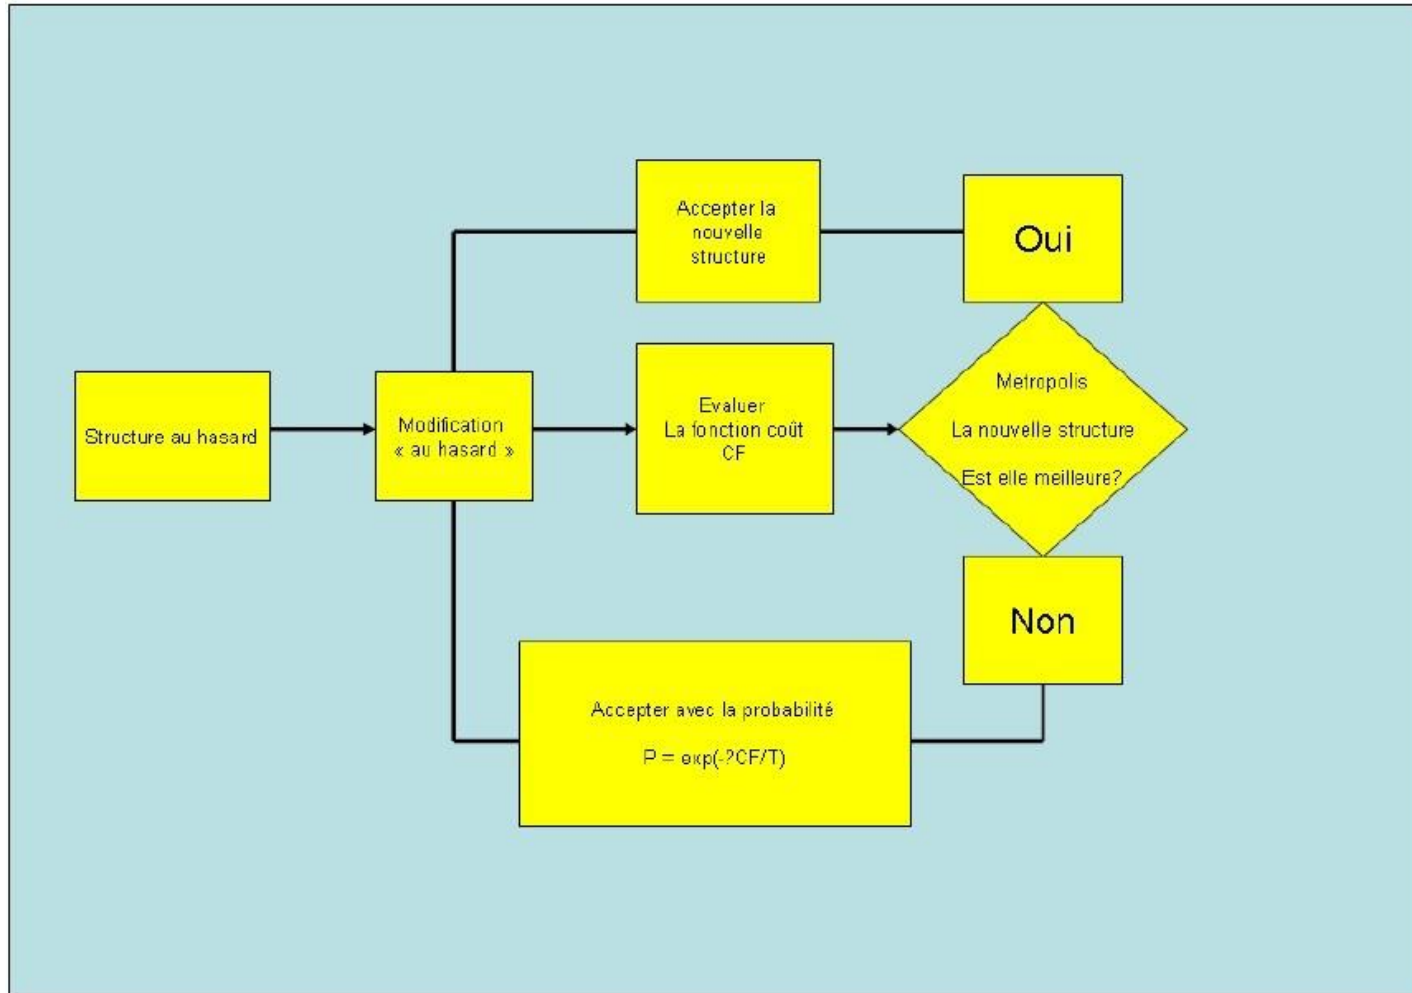 Accepter la
nouvelle
structure
Oui
Structure au hasard
Modification
« au hasard »
Evaluer
La fonction coût
CF
Metropolis
La nouvelle structure
Est elle meilleure?
Non
Accepter avec la probabilité
P = exp(-?CF/T)